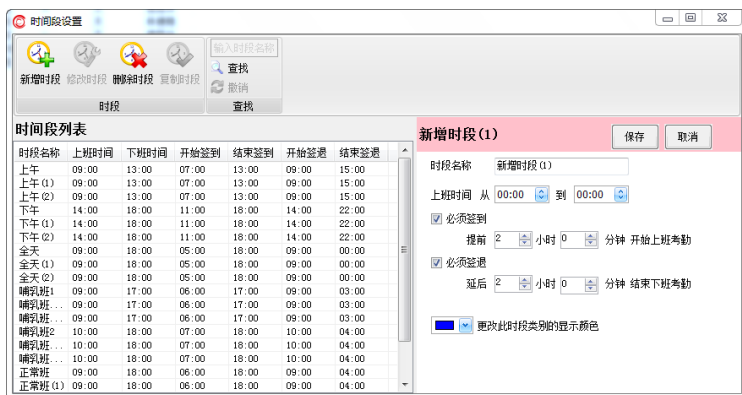 时间段设置
输入时段名称
查找
新增时段 修改时段 删除时段 复制时段
撤销
时段 查找
时间段列表
时段名称 上班时间 下班时间 开始签到 结束签到 开始签退 结束签退
上午 09:00 13:00 07:00 13:00 09:00 15:00
上午(1) 09:00 13:00 07:00 13:00 09:00 15:00
上午(2) 09:00 13:00 07:00 13:00 09:00 15:00
下午 14:00 18:00 11:00 18:00 14:00 22:00
下午(1) 14:00 18:00 11:00 18:00 14:00 22:00
下午(2) 14:00 18:00 11:00 18:00 14:00 22:00
全天 09:00 18:00 05:00 18:00 09:00 00:00
全天(1) 09:00 18:00 05:00 18:00 09:00 00:00
全天(2) 09:00 18:00 05:00 18:00 09:00 00:00
哺乳班1 09:00 17:00 06:00 17:00 09:00 03:00
哺乳班... 09:00 17:00 06:00 17:00 09:00 03:00
哺乳班... 09:00 17:00 06:00 17:00 09:00 03:00
哺乳班2 10:00 18:00 07:00 18:00 10:00 04:00
哺乳班... 10:00 18:00 07:00 18:00 10:00 04:00
哺乳班... 10:00 18:00 07:00 18:00 10:00 04:00
正常班 09:00 18:00 06:00 18:00 09:00 04:00
正常班(1) 09:00 18:00 06:00 18:00 09:00 04:00
新增时段(1) 保存 取消
时段名称 新增时段(1)
上班时间 从 00:00 到 00:00
必须签到
提前 2 小时 0 分钟 开始上班考勤
必须签退
延后 2 小时 0 分钟 结束下班考勤
更改此时段类别的显示颜色